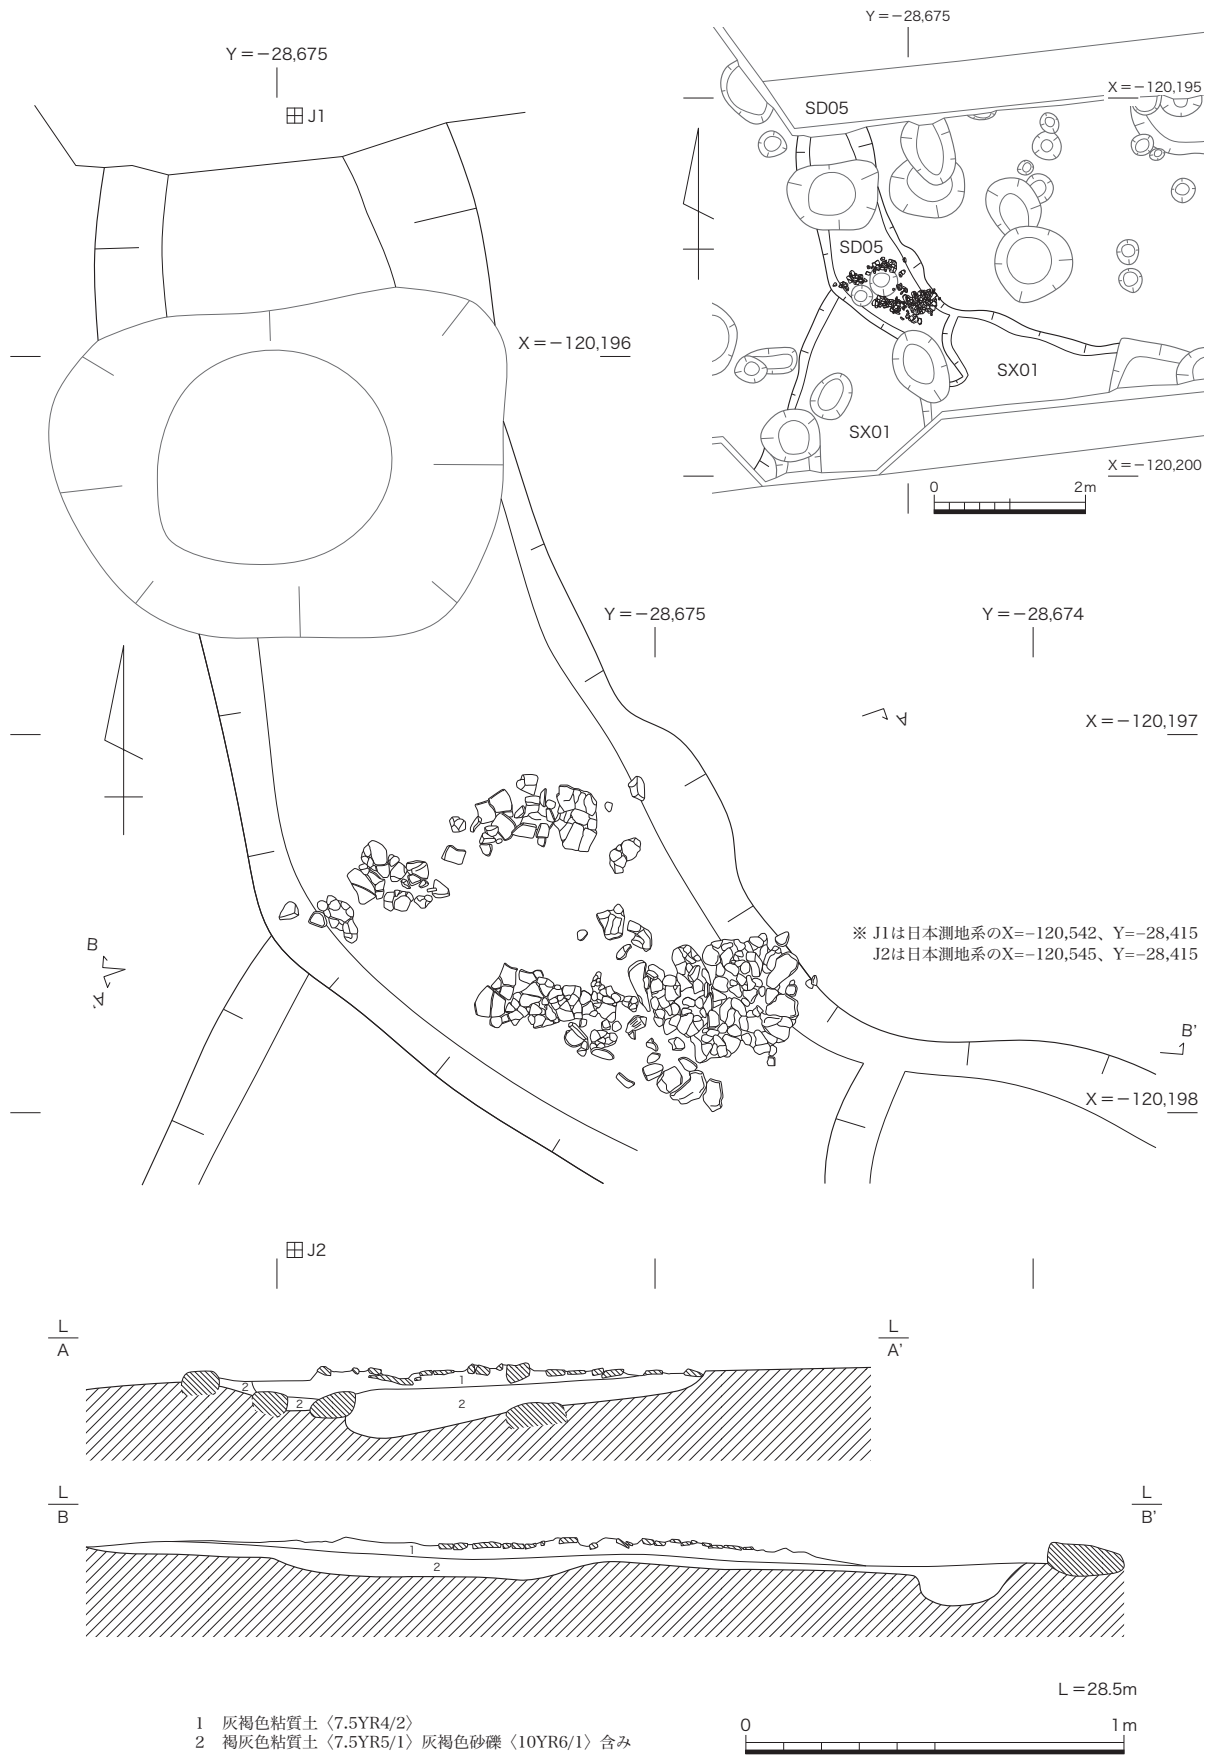 Y=−28,675
SD05
X=−120,195
SD05
SX01
SX01
X=−120,200
0 2m
Y=−28,675
J1
X=−120,196
Y=−28,675
Y=−28,674
A
X=−120,197
※ J1は日本測地系のX=−120,542、Y=−28,415
J2は日本測地系のX=−120,545、Y=−28,415
B
A'
B'
X=−120,198
J2
L
A
L
A'
2
2
1
2
L
B
L
B'
1
2
L=28.5m
1 灰褐色粘質土〈7.5YR4/2〉
2 褐灰色粘質土〈7.5YR5/1〉灰褐色砂礫〈10YR6/1〉含み
0 1m